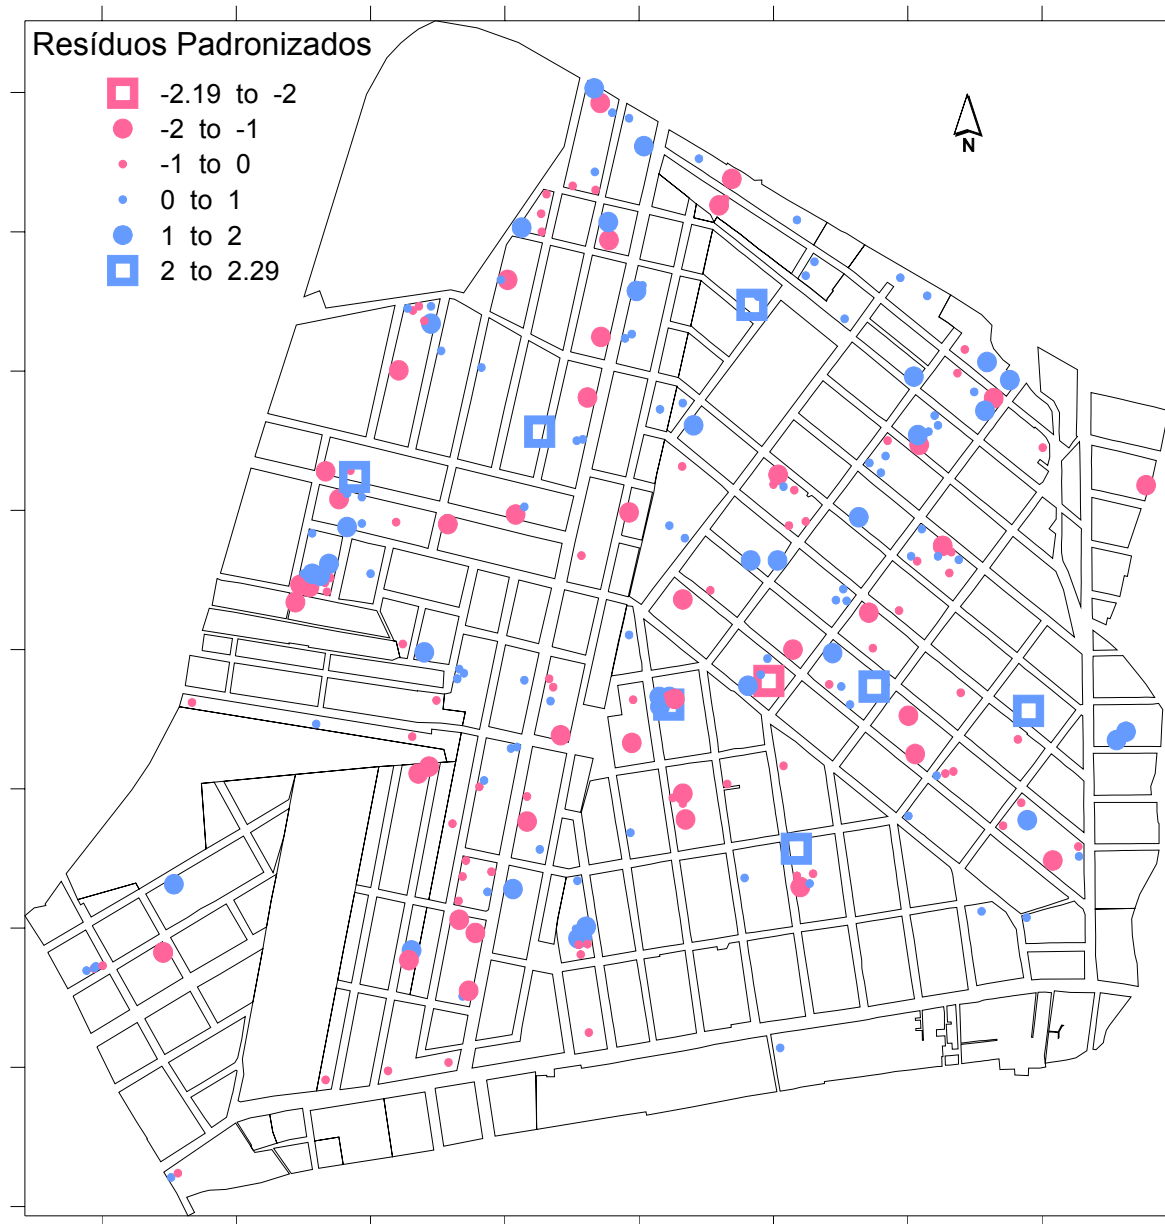 Resíduos Padronizados
-2.19 to -2
-2 to -1
-1 to 0
0 to 1
1 to 2
2 to 2.29
N